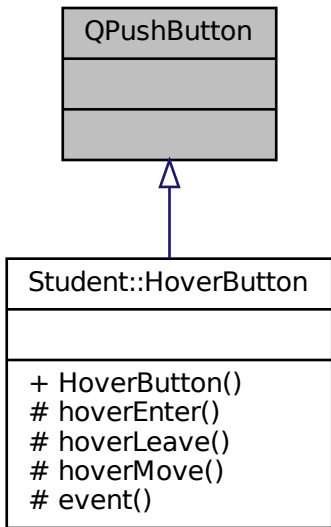 QPushButton
Student::HoverButton
+ HoverButton()
# hoverEnter()
# hoverLeave()
# hoverMove()
# event()